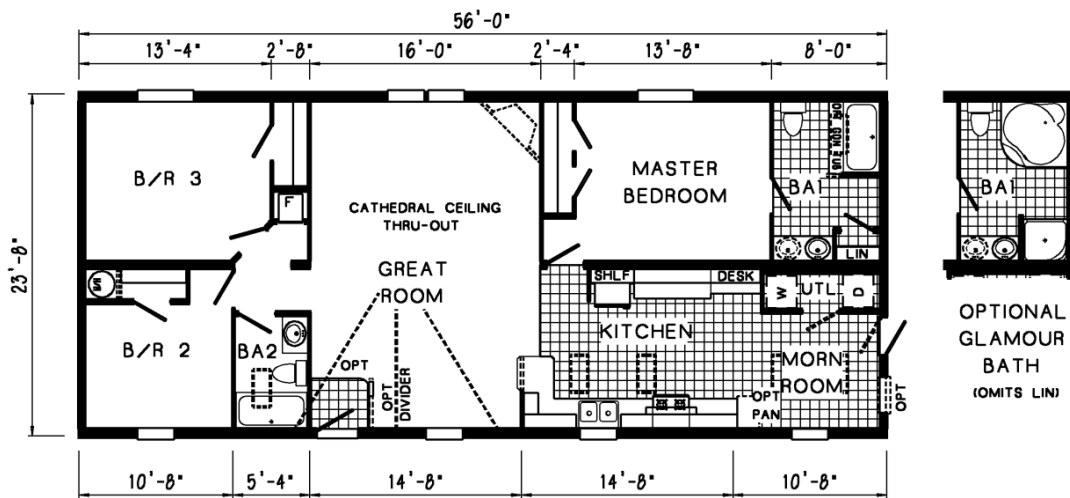 56'-0"
13'-4"
2'-8"
16'-0"
2'-4"
13'-8"
8'-0"
23'-8"
B/R 3
F
CATHEDRAL CEILING
THRU-OUT
GREAT
ROOM
MASTER
BEDROOM
BA1
LIN
BA1
B/R 2
BA2
OPT
OPT
DIVIDER
SHLF
DESK
KITCHEN
W
UTL
D
MORN
ROOM
OPT
PAN
OPT
OPTIONAL
GLAMOUR
BATH
(OMITS LIN)
10'-8"
5'-4"
14'-8"
14'-8"
10'-8"